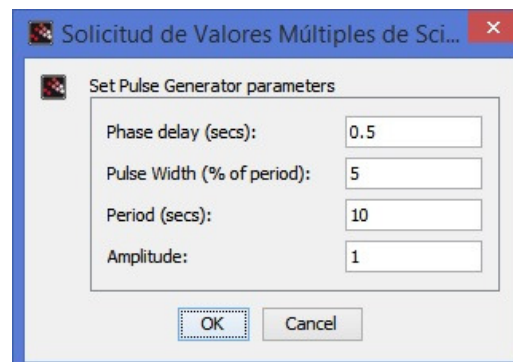 Solicitud de Valores Múltiples de Sci...
Set Pulse Generator parameters
Phase delay (secs): 0.5
Pulse Width (% of period): 5
Period (secs): 10
Amplitude: 1
OK Cancel